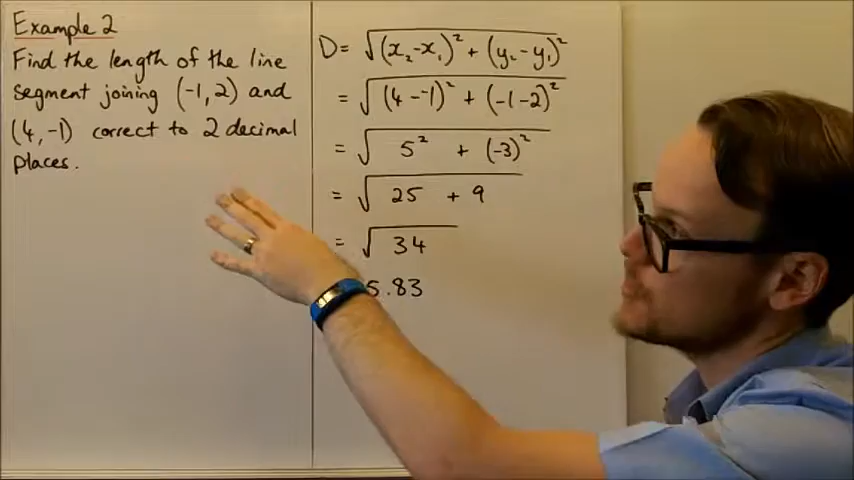 Example 2
Find the length of the line
segment joining (-1, 2) and
(4, -1) correct to 2 decimal
places.
D = √(x₂-x₁)² + (y₂-y₁)²
= √(4 - -1)² + (-1-2)²
= √5² + (-3)²
= √25 + 9
= √34
5.83